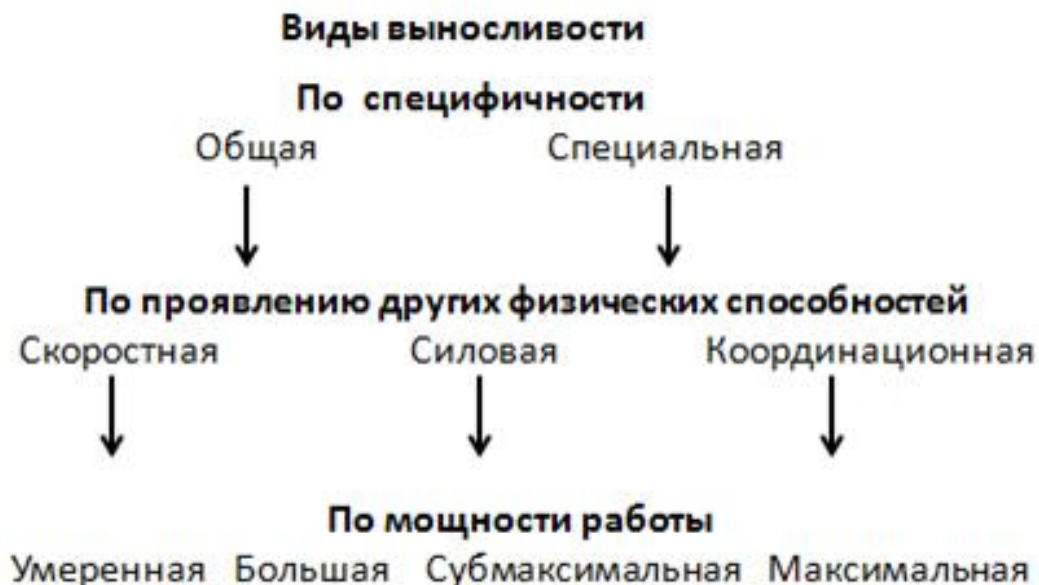 Виды выносливости
По специфичности
Общая Специальная
По проявлению других физических способностей
Скоростная Силовая Координационная
По мощности работы
Умеренная Большая Субмаксимальная Максимальная